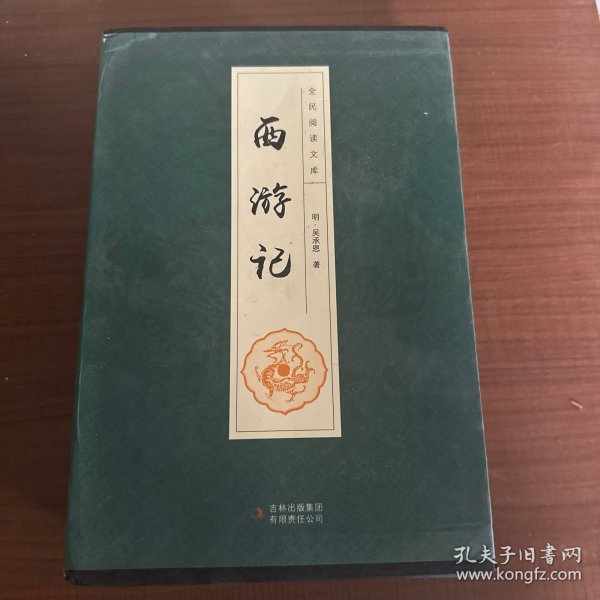 全民阅读文库
西游记
明·吴承恩 著
吉林出版集团
有限责任公司
孔夫子旧书网
www.kongfz.com